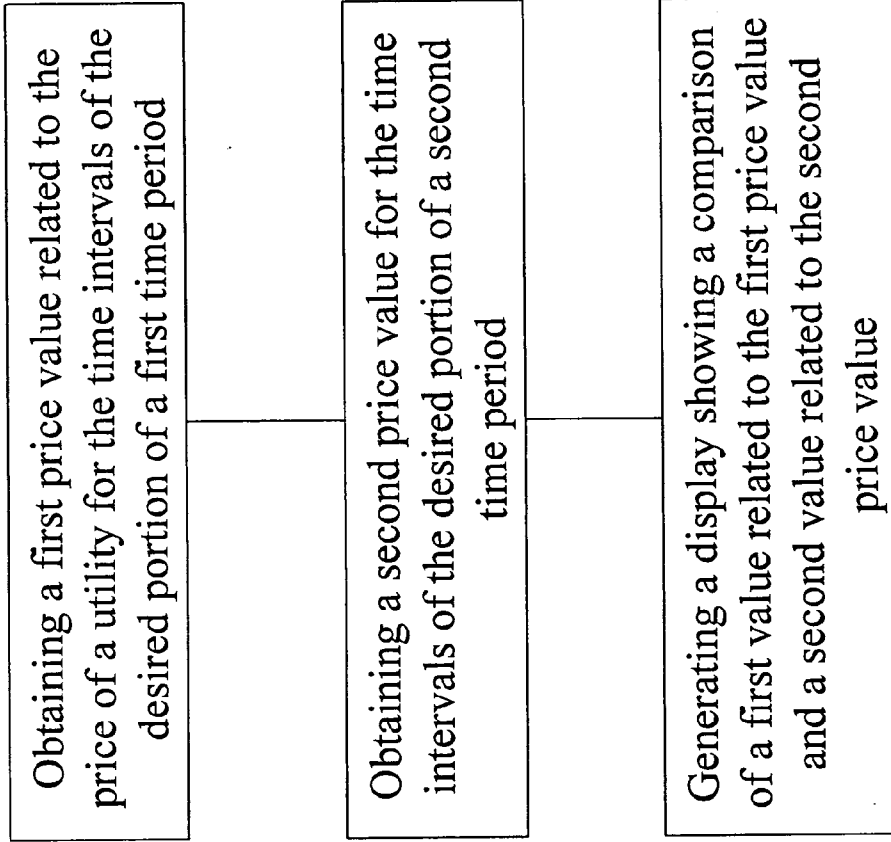 Obtaining a first price value related to the
price of a utility for the time intervals of the
desired portion of a first time period
Obtaining a second price value for the time
intervals of the desired portion of a second
time period
Generating a display showing a comparison
of a first value related to the first price value
and a second value related to the second
price value